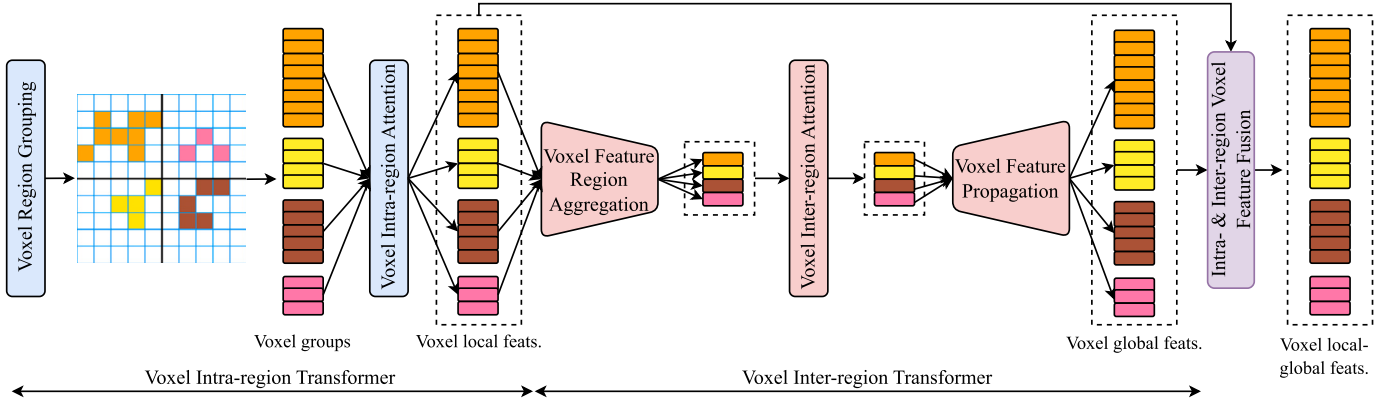 Voxel Region Grouping
Voxel groups
Voxel Intra-region Attention
Voxel local feats.
Voxel Feature
Region
Aggregation
Voxel Inter-region Attention
Voxel Feature
Propagation
Voxel global feats.
Intra- & Inter-region Voxel
Feature Fusion
Voxel local-
global feats.
Voxel Intra-region Transformer
Voxel Inter-region Transformer